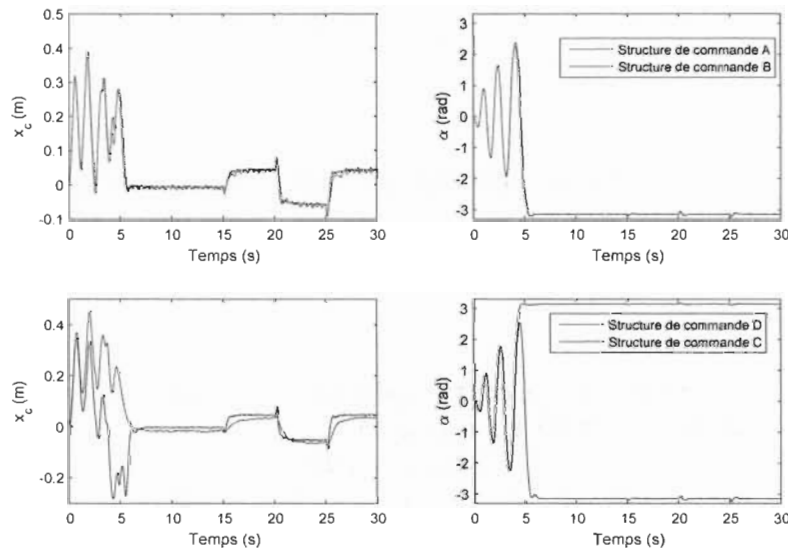 0.5
0.4
0.3
0.2
0.1
0
-0.1
x_c (m)
0 5 10 15 20 25 30
Temps (s)
3
2
1
0
-1
-2
-3
α (rad)
Structure de commande A
Structure de commande B
0 5 10 15 20 25 30
Temps (s)
0.4
0.2
0
-0.2
x_c (m)
0 5 10 15 20 25 30
Temps (s)
3
2
1
0
-1
-2
-3
α (rad)
Structure de commande D
Structure de commande C
0 5 10 15 20 25 30
Temps (s)